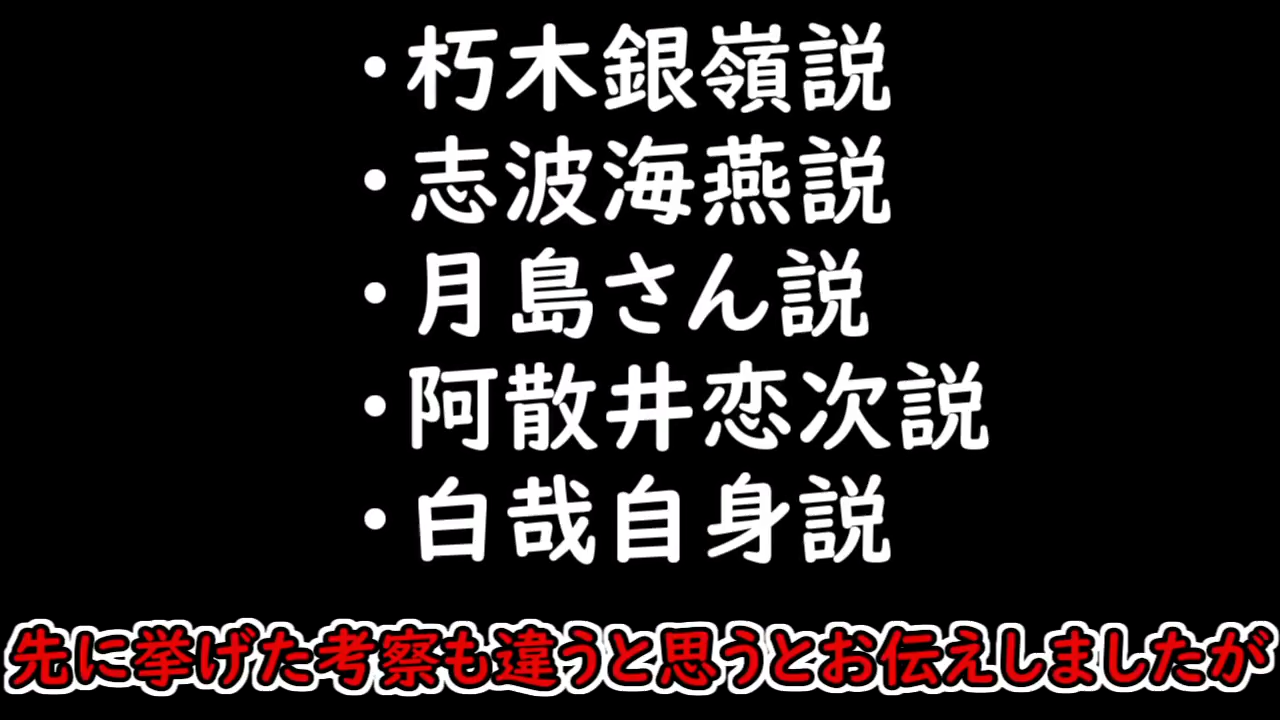 ・朽木銀嶺説
・志波海燕説
・月島さん説
・阿散井恋次説
・白哉自身説
先に挙げた考察も違うと思うとお伝えしましたが